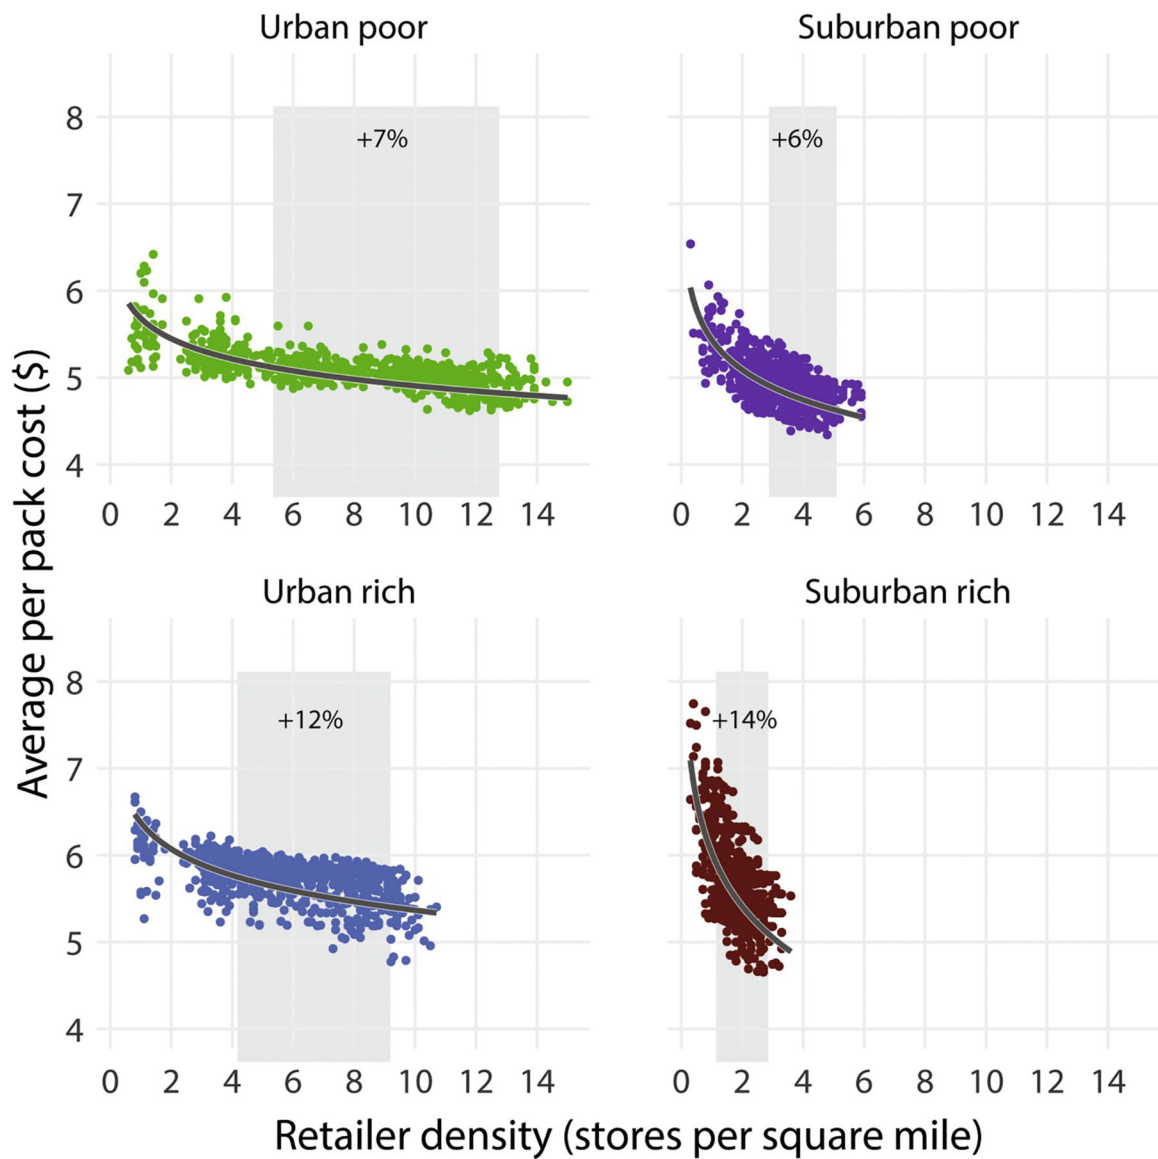 Urban poor
Suburban poor
8
7
6
5
4
+7%
+6%
0 2 4 6 8 10 12 14
0 2 4 6 8 10 12 14
Average per pack cost ($)
Urban rich
Suburban rich
8
7
6
5
4
+12%
+14%
0 2 4 6 8 10 12 14
0 2 4 6 8 10 12 14
Retailer density (stores per square mile)